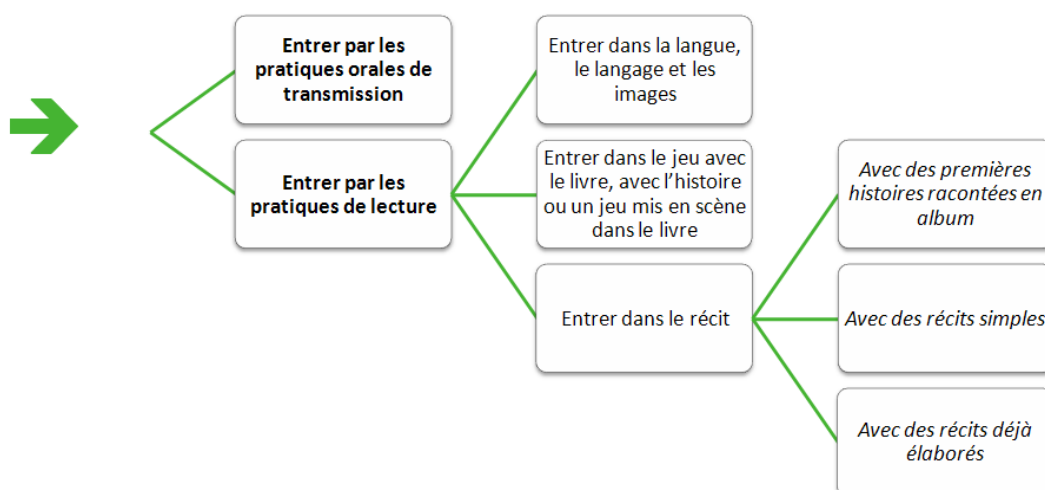 Entrer par les
pratiques orales de
transmission
Entrer par les
pratiques de lecture
Entrer dans la langue,
le langage et les
images
Entrer dans le jeu avec
le livre, avec l’histoire
ou un jeu mis en scène
dans le livre
Entrer dans le récit
Avec des premières
histoires racontées en
album
Avec des récits simples
Avec des récits déjà
élaborés